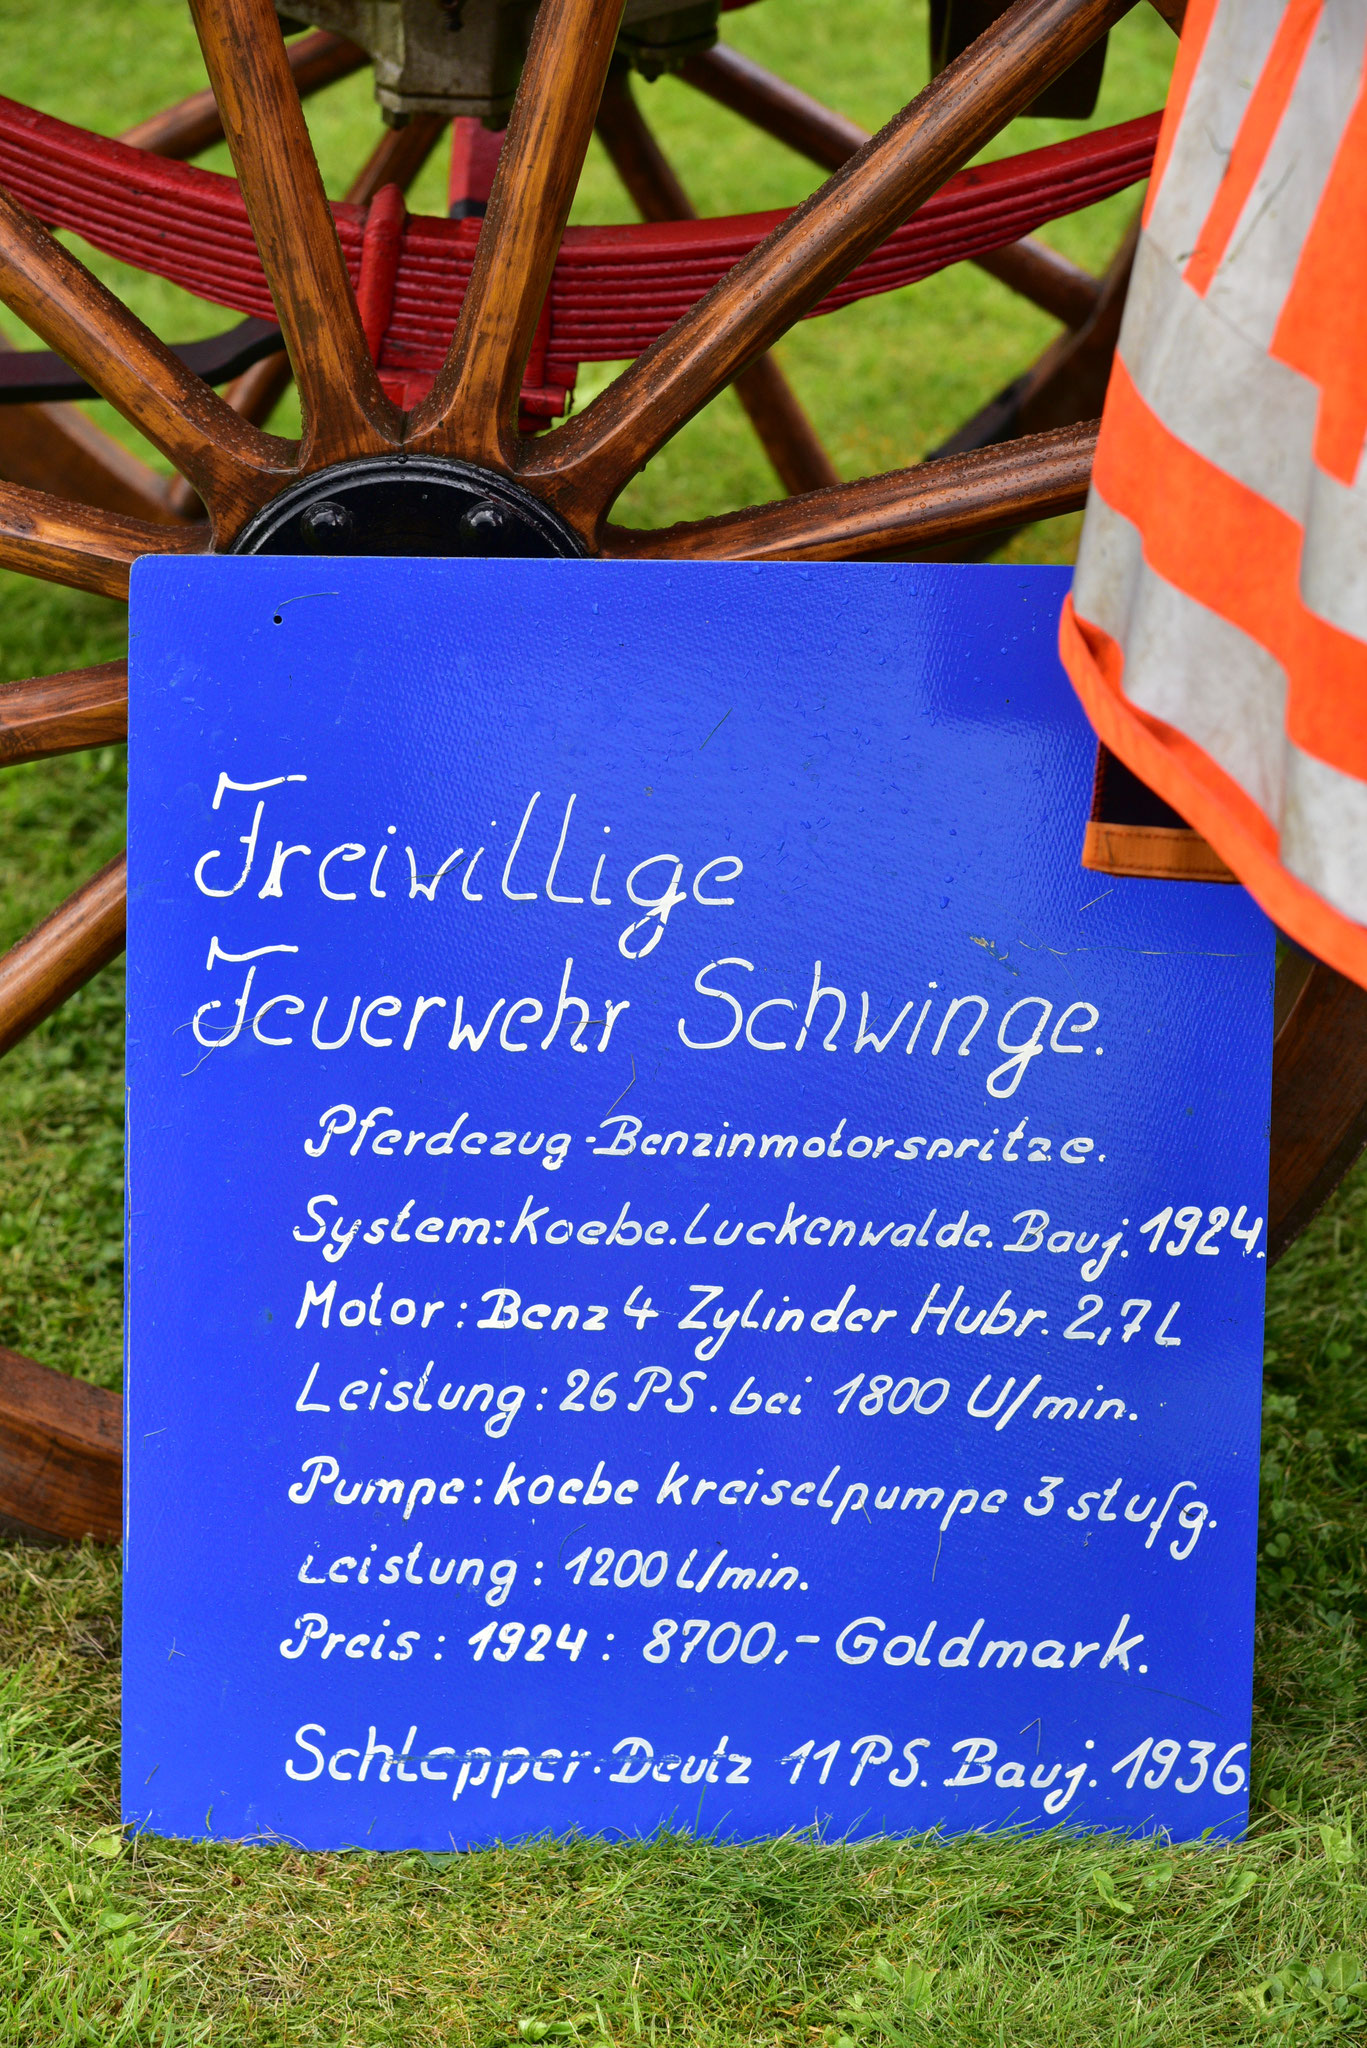 Freiwillige
Feuerwehr Schwinge.
Pferdezug-Benzinmotorspritze.
System: Koebe. Luckenwalde. Bauj. 1924.
Motor: Benz 4 Zylinder Hubr. 2,7 L
Leistung: 26 PS. bei 1800 U/min.
Pumpe: Koebe Kreiselpumpe 3 stufg.
Leistung: 1200 l/min.
Preis: 1924: 8700,- Goldmark.
Schlepper. Deutz 11 PS. Bauj. 1936.